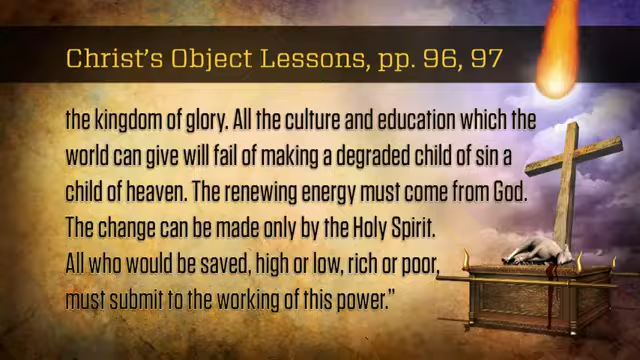 Christ's Object Lessons, pp. 96, 97
the kingdom of glory. All the culture and education which the
world can give will fail of making a degraded child of sin a
child of heaven. The renewing energy must come from God.
The change can be made only by the Holy Spirit.
All who would be saved, high or low, rich or poor,
must submit to the working of this power.”